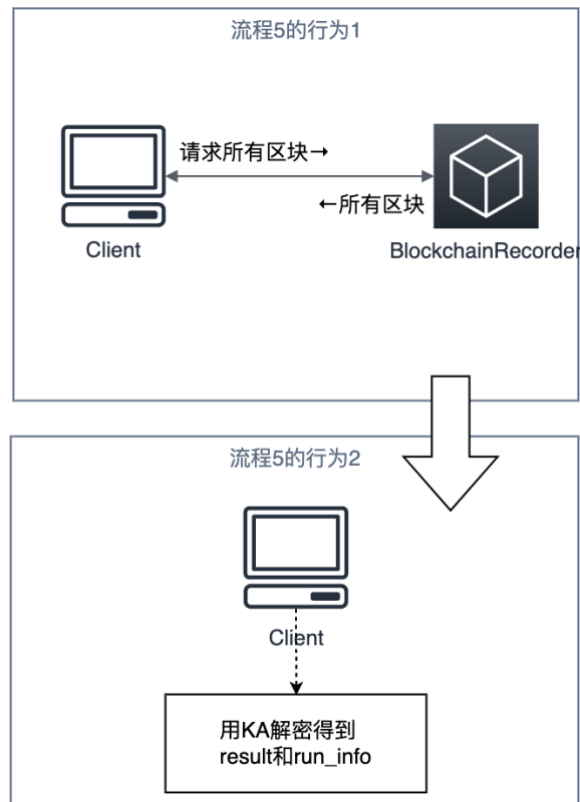 流程5的行为1
请求所有区块→
←所有区块
Client
BlockchainRecorder
流程5的行为2
Client
用KA解密得到
result和run_info